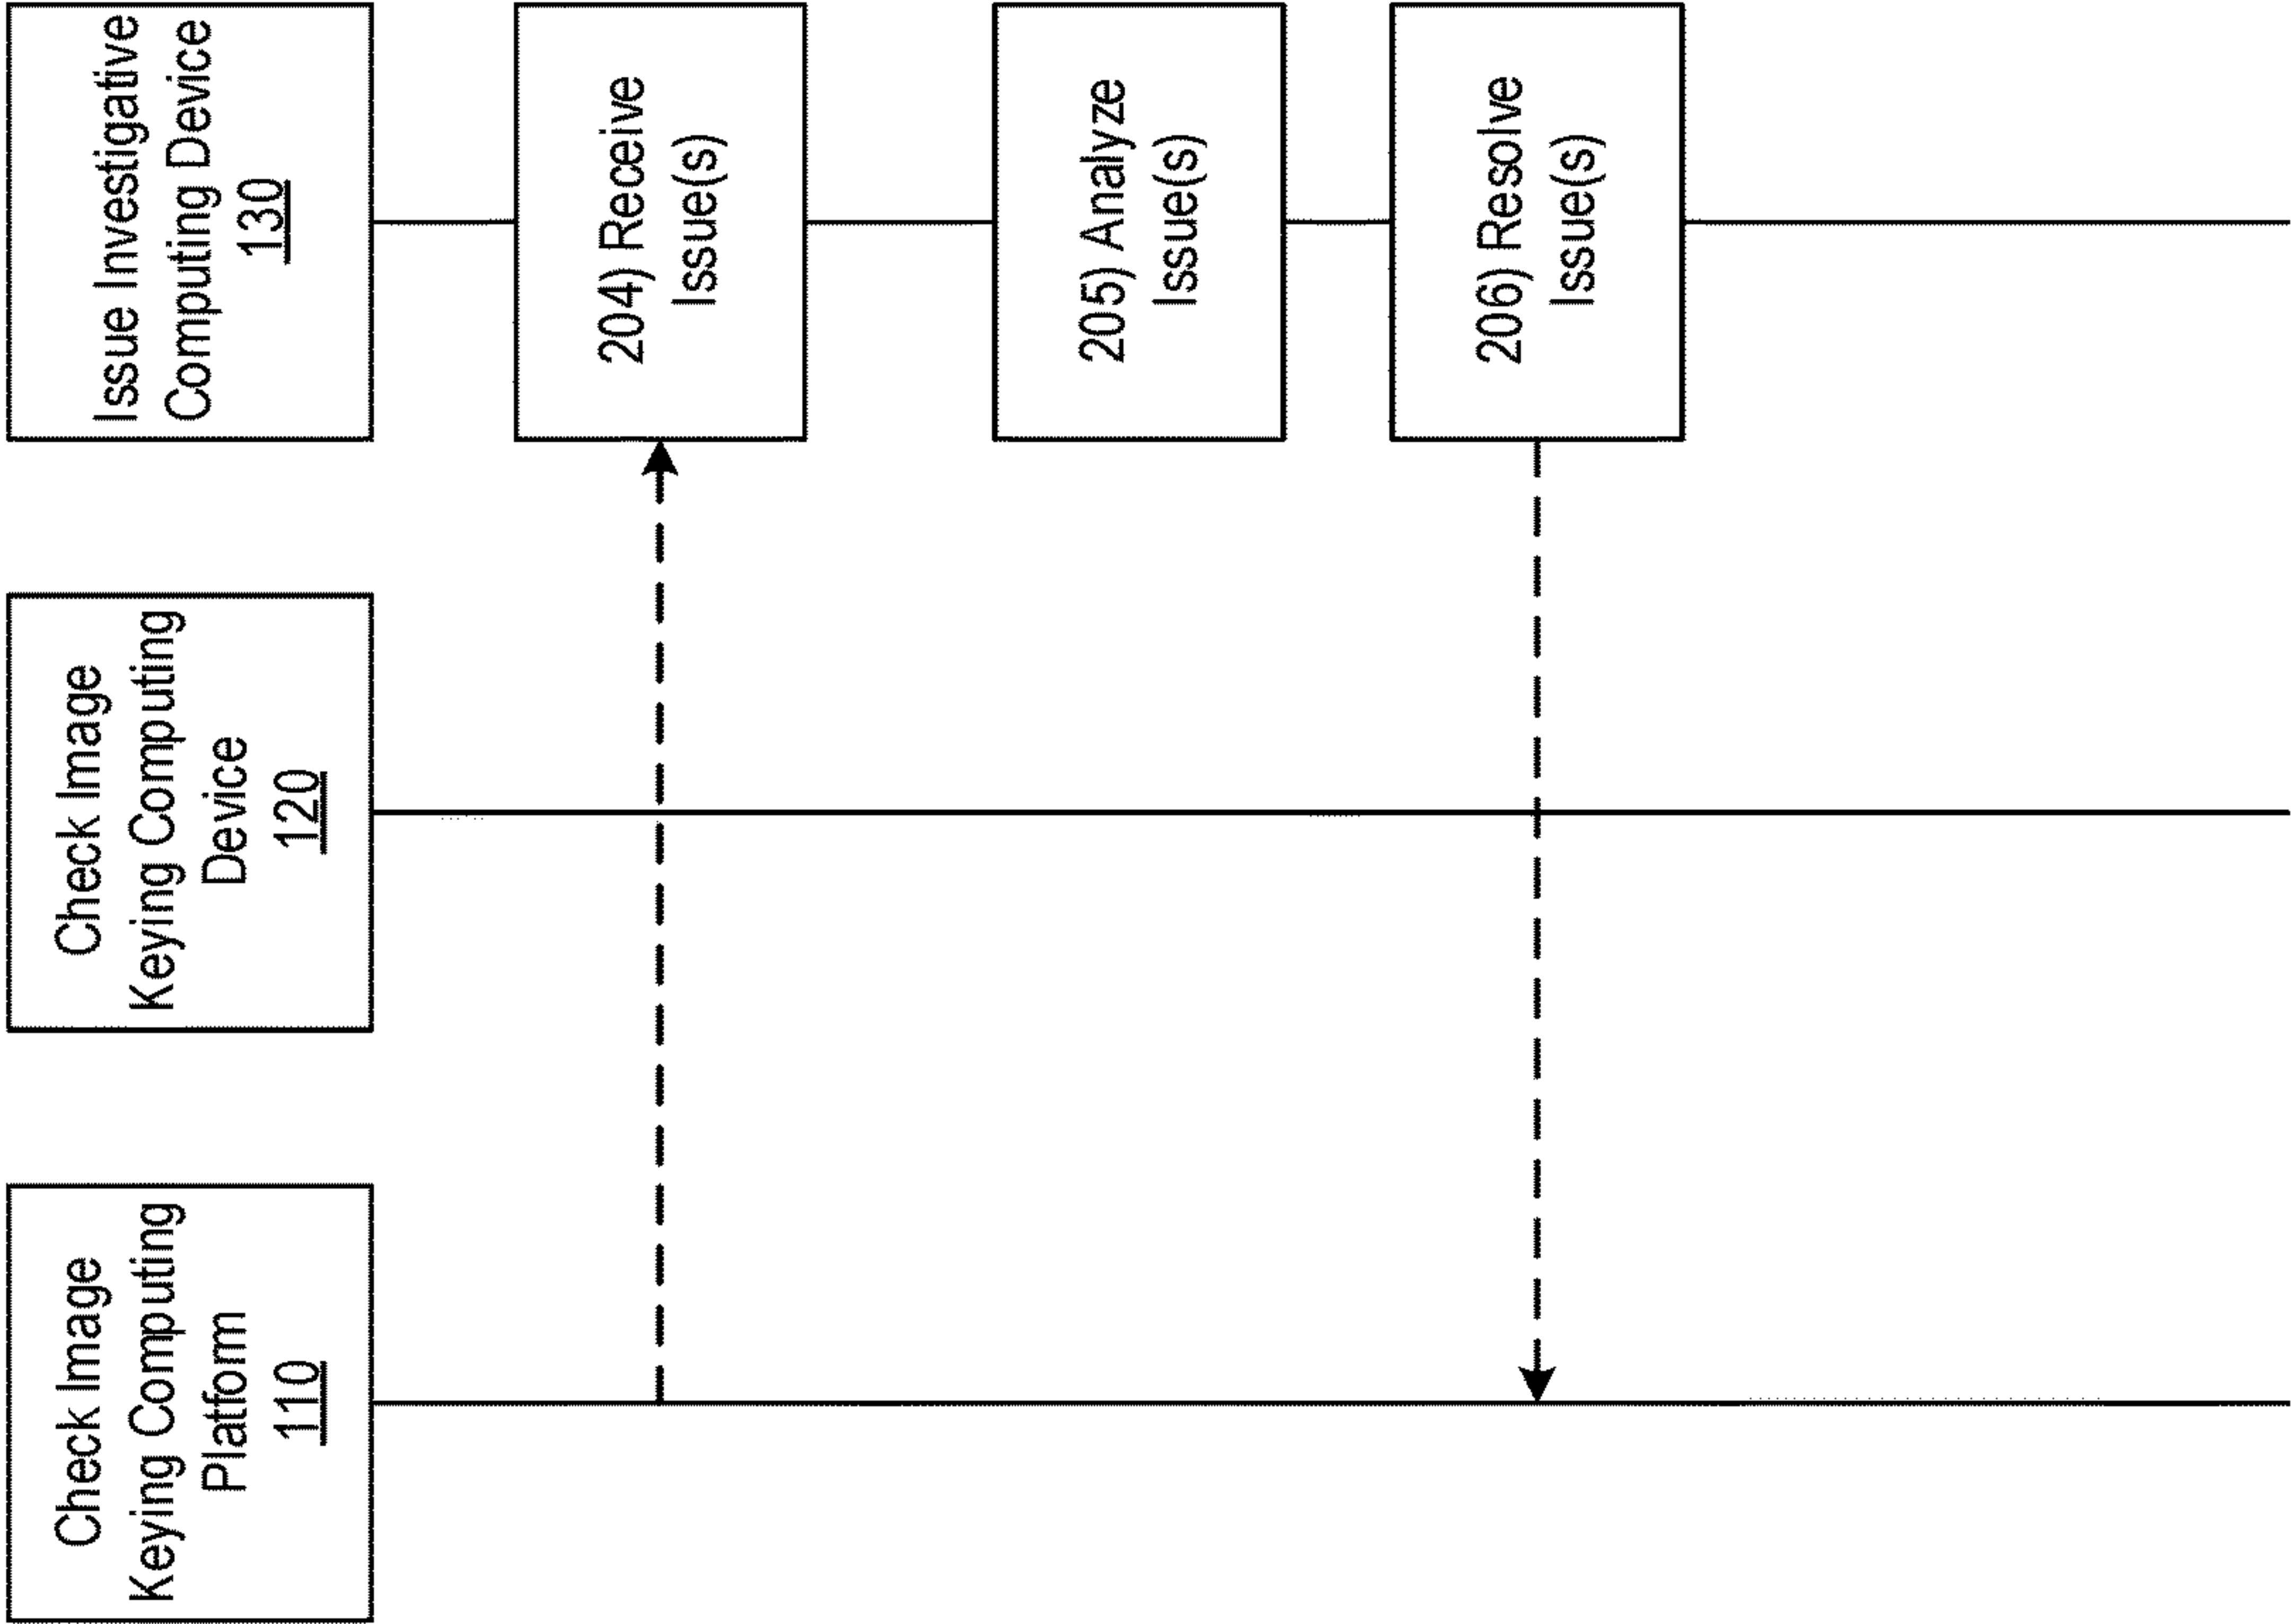 Check Image
Keying Computing
Platform
110
Check Image
Keying Computing
Device
120
Issue Investigative
Computing Device
130
204) Receive
Issue(s)
205) Analyze
Issue(s)
206) Resolve
Issue(s)